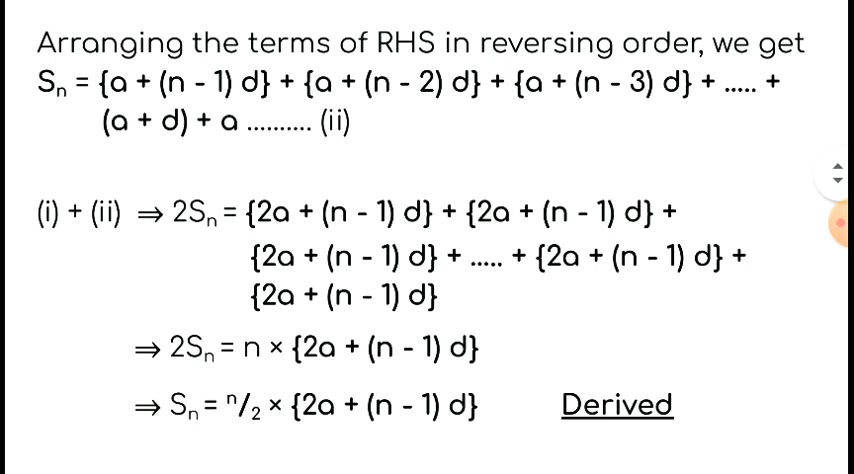 Arranging the terms of RHS in reversing order, we get
Sₙ = {a + (n - 1) d} + {a + (n - 2) d} + {a + (n - 3) d} + ..... +
(a + d) + a .......... (ii)
(i) + (ii) ⇒ 2Sₙ = {2a + (n - 1) d} + {2a + (n - 1) d} +
{2a + (n - 1) d} + ..... + {2a + (n - 1) d} +
{2a + (n - 1) d}
⇒ 2Sₙ = n × {2a + (n - 1) d}
⇒ Sₙ = ⁿ/₂ × {2a + (n - 1) d} Derived